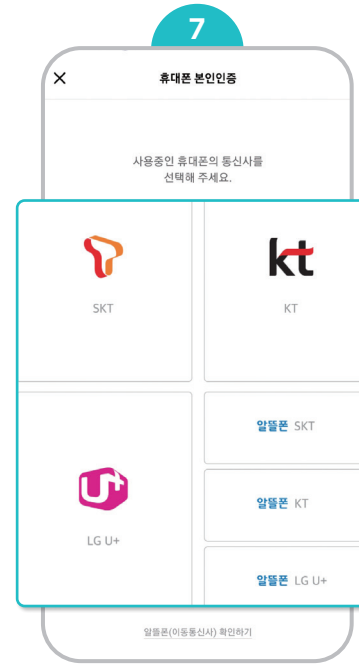 7
휴대폰 본인인증
사용중인 휴대폰의 통신사를
선택해 주세요.
kt
SKT
KT
알뜰폰 SKT
U+
알뜰폰 KT
LG U+
알뜰폰 LG U+
알뜰폰(이동통신사) 확인하기